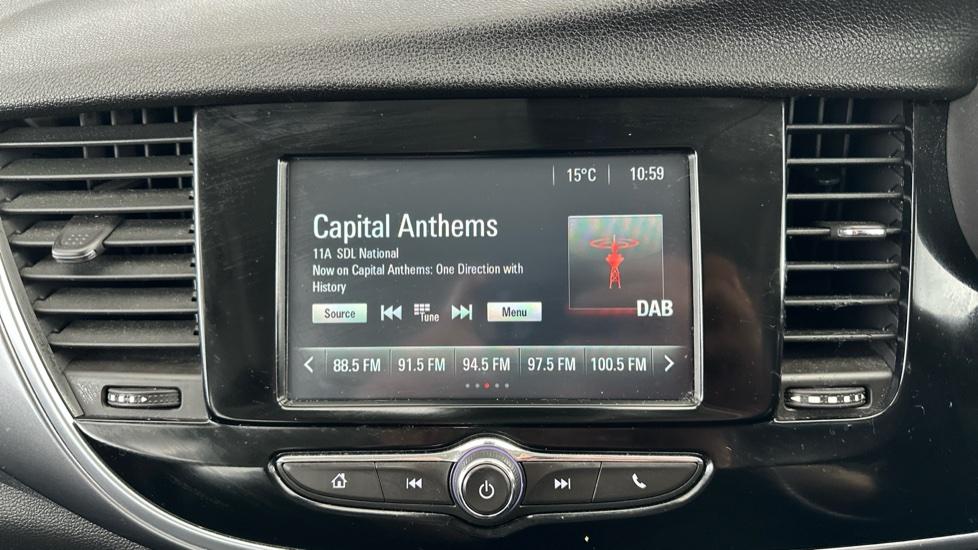 15°C
10:59
Capital Anthems
11A SDL National
Now on Capital Anthems: One Direction with
History
Source
Tune
Menu
DAB
88.5 FM
91.5 FM
94.5 FM
97.5 FM
100.5 FM